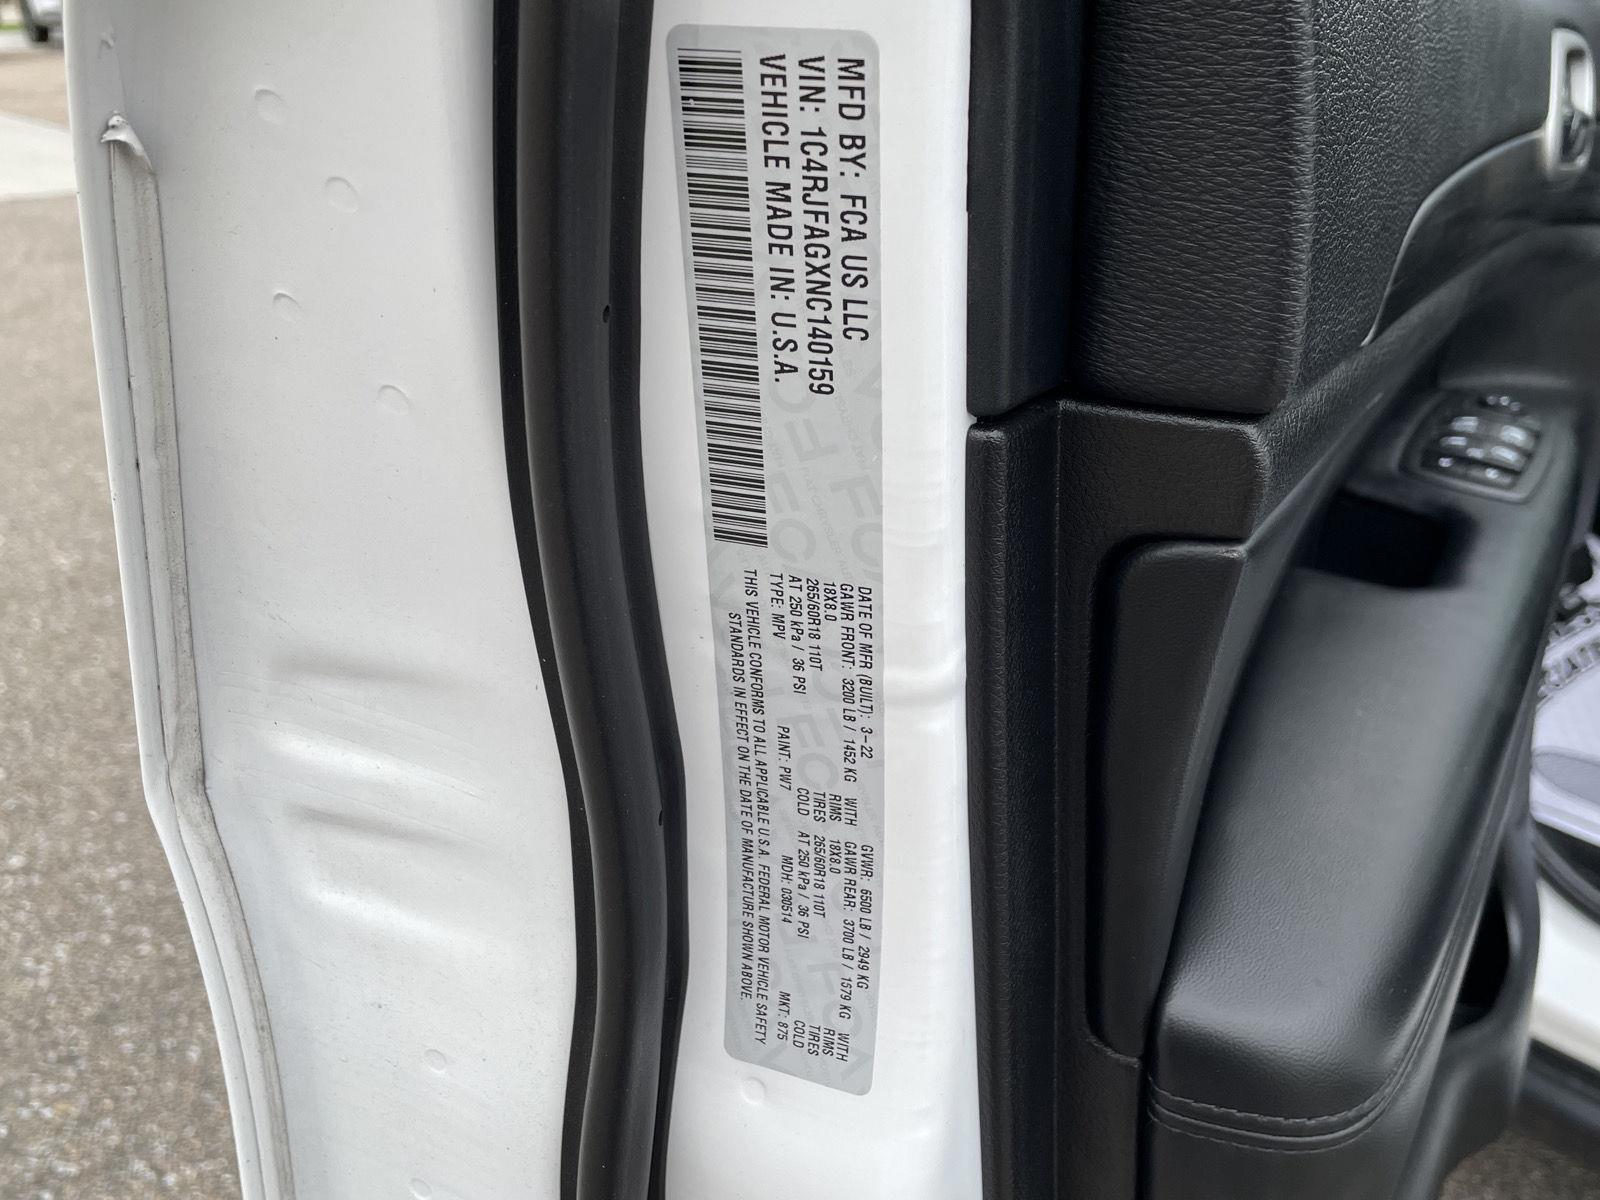 MFD BY: FCA US LLC
VIN: 1C4RJFAGXNC140159
VEHICLE MADE IN: U.S.A.
DATE OF MFR (BUILT): 3-22 GVWR: 6500 LB / 2949 KG
GAWR FRONT: 3200 LB / 1452 KG WITH GAWR REAR: 3700 LB / 1579 KG WITH
18X8.0 RIMS 18X8.0 RIMS
265/60R18 110T TIRES 265/60R18 110T TIRES
AT 250 kPa / 36 PSI COLD AT 250 kPa / 36 PSI COLD
TYPE: MPV PAINT: PW7 MDH: 030514 MKT: 875
THIS VEHICLE CONFORMS TO ALL APPLICABLE U.S.A. FEDERAL MOTOR VEHICLE SAFETY
STANDARDS IN EFFECT ON THE DATE OF MANUFACTURE SHOWN ABOVE.